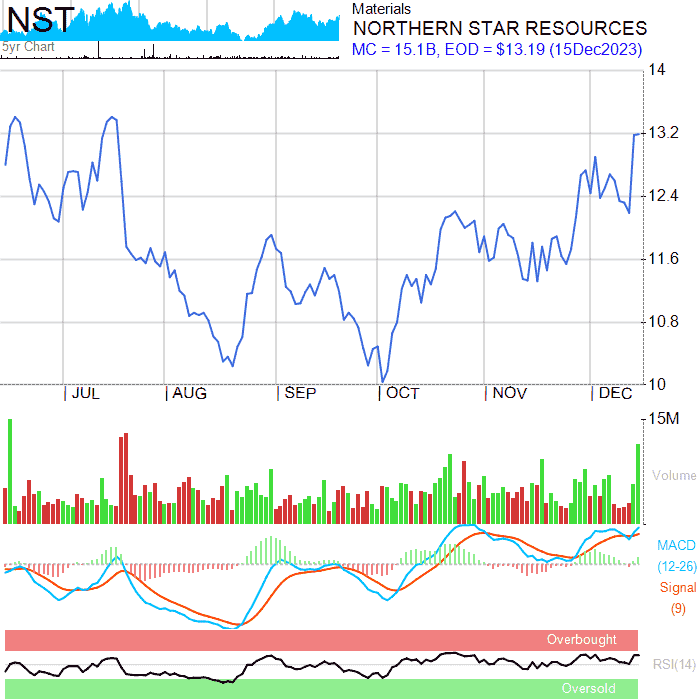 NST
5yr Chart
Materials
NORTHERN STAR RESOURCES
MC = 15.1B, EOD = $13.19 (15Dec2023)
14
13.2
12.4
11.6
10.8
10
JUL AUG SEP OCT NOV DEC
15M
Volume
MACD
(12-26)
Signal
(9)
Overbought
RSI(14)
Oversold